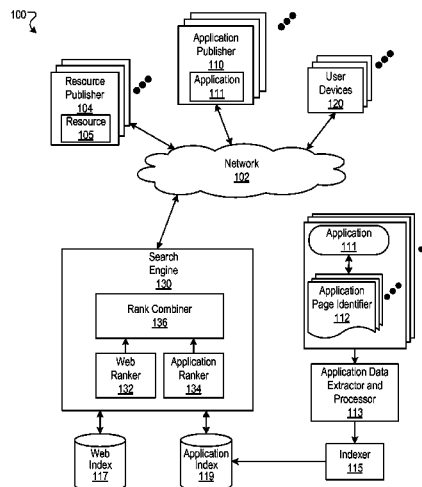 100
Resource
Publisher
104
Resource
105
Application
Publisher
110
Application
111
User
Devices
120
Network
102
Search
Engine
130
Rank Combiner
136
Web
Ranker
132
Application
Ranker
134
Web
Index
117
Application
Index
119
Application
111
Application
Page Identifier
112
Application Data
Extractor and
Processor
113
Indexer
115